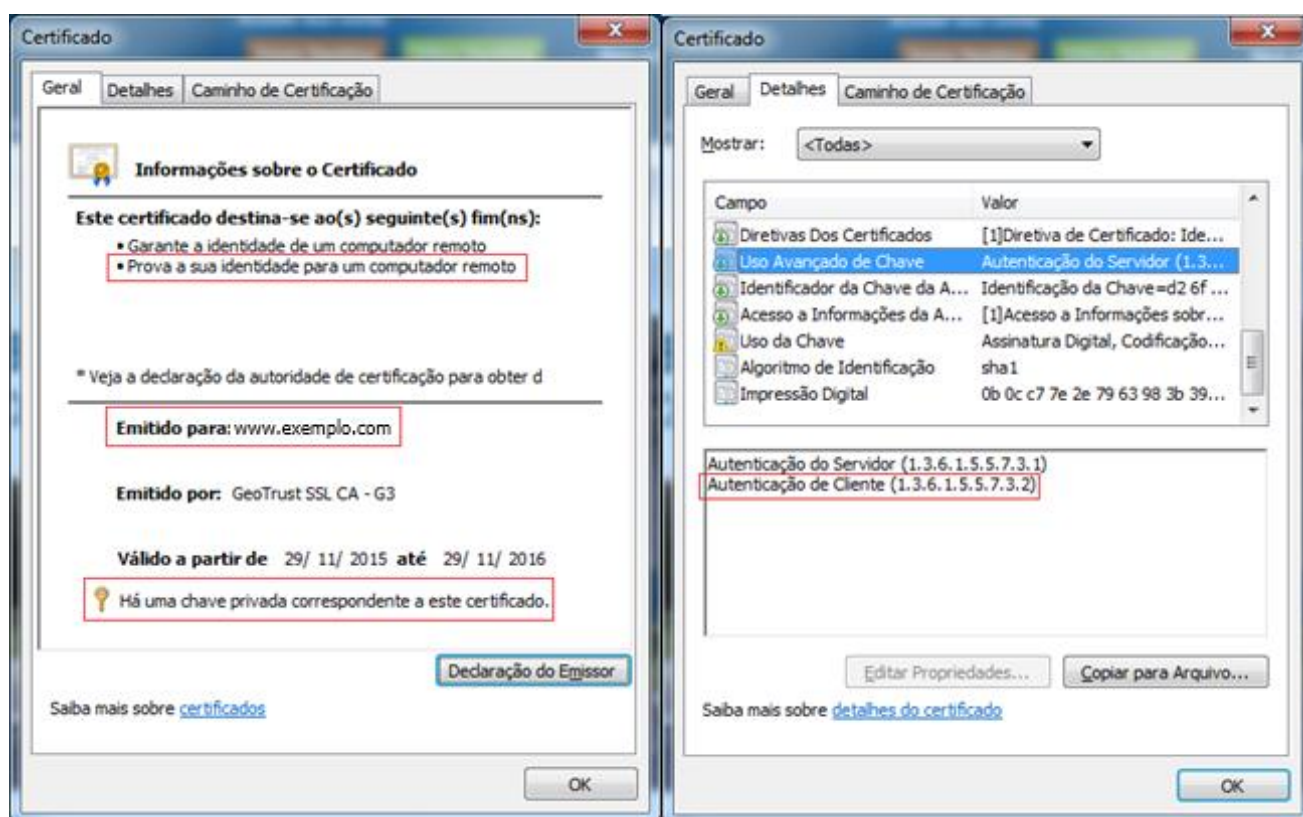 Certificado
Geral Detalhes Caminho de Certificação
Informações sobre o Certificado
Este certificado destina-se ao(s) seguinte(s) fim(ns):
• Garante a identidade de um computador remoto
• Prova a sua identidade para um computador remoto
* Veja a declaração da autoridade de certificação para obter d
Emitido para: www.exemplo.com
Emitido por: GeoTrust SSL CA - G3
Válido a partir de 29/ 11/ 2015 até 29/ 11/ 2016
Há uma chave privada correspondente a este certificado.
Declaração do Emissor
Saiba mais sobre certificados
OK
Certificado
Geral Detalhes Caminho de Certificação
Mostrar: <Todas>
Campo Valor
Diretivas Dos Certificados [1]Diretiva de Certificado: Ide...
Uso Avançado de Chave Autenticação do Servidor (1.3...
Identificador da Chave da A... Identificação da Chave=d2 6f ...
Acesso a Informações da A... [1]Acesso a Informações sobr...
Uso da Chave Assinatura Digital, Codificação...
Algoritmo de Identificação sha1
Impressão Digital 0b 0c c7 7e 2e 79 63 98 3b 39...
Autenticação do Servidor (1.3.6.1.5.5.7.3.1)
Autenticação de Cliente (1.3.6.1.5.5.7.3.2)
Editar Propriedades... Copiar para Arquivo...
Saiba mais sobre detalhes do certificado
OK